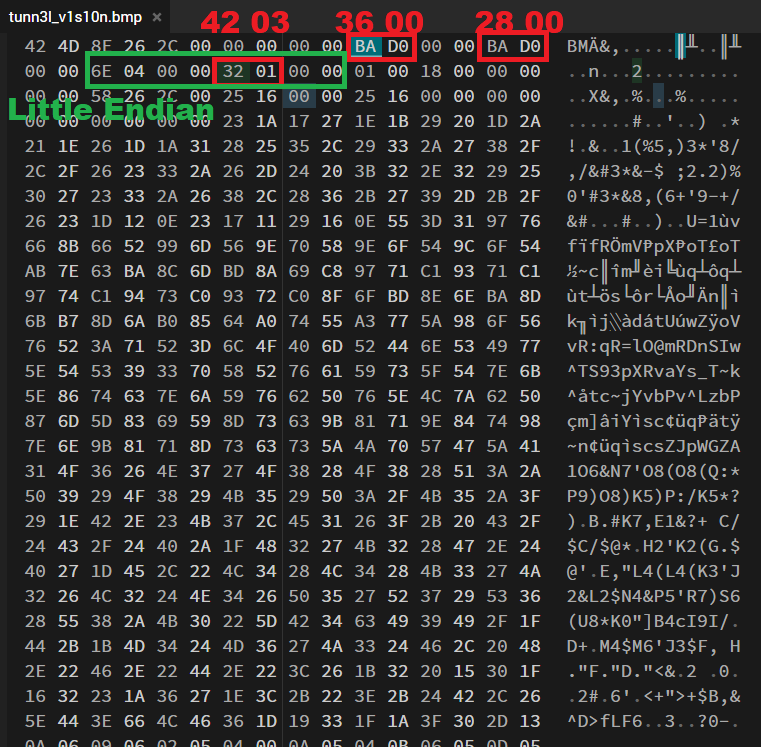 tunn3l_v1s10n.bmp ×
42 03 36 00 28 00
42 4D 8E 26 2C 00 00 00 00 00 BA D0 00 00 BA D0 BMÄ&,.....║╨..║╨
00 00 6E 04 00 00 32 01 00 00 01 00 18 00 00 00 ..n...2.........
00 00 58 26 2C 00 25 16 00 00 25 16 00 00 00 00 ..X&,.%...%.....
Little Endian
00 00 00 00 00 00 23 1A 17 27 1E 1B 29 20 1D 2A ......#..'..) .*
21 1E 26 1D 1A 31 28 25 35 2C 29 33 2A 27 38 2F !.&..1(%5,)3*'8/
2C 2F 26 23 33 2A 26 2D 24 20 3B 32 2E 32 29 25 ,/&#3*&-$ ;2.2)%
30 27 23 33 2A 26 38 2C 28 36 2B 27 39 2D 2B 2F 0'#3*&8,(6+'9-+/
26 23 1D 12 0E 23 17 11 29 16 0E 55 3D 31 97 76 &#...#..)..U=1ùv
66 8B 66 52 99 6D 56 9E 70 58 9E 6F 54 9C 6F 54 fïfRÖmV₧pX₧oT£oT
AB 7E 63 BA 8C 6D BD 8A 69 C8 97 71 C1 93 71 C1 ½~c║îm╜èi╚ùq┴ôq┴
97 74 C1 94 73 C0 93 72 C0 8F 6F BD 8E 6E BA 8D ùt┴ös└ôr└Åo╜Än║ì
6B B7 8D 6A B0 85 64 A0 74 55 A3 77 5A 98 6F 56 k╖ìj░àdátUúwZÿoV
76 52 3A 71 52 3D 6C 4F 40 6D 52 44 6E 53 49 77 vR:qR=lO@mRDnSIw
5E 54 53 39 33 70 58 52 76 61 59 73 5F 54 7E 6B ^TS93pXRvaYs_T~k
5E 86 74 63 7E 6A 59 76 62 50 76 5E 4C 7A 62 50 ^åtc~jYvbPv^LzbP
87 6D 5D 83 69 59 8D 73 63 9B 81 71 9E 84 74 98 çm]âiYìsc¢üq₧ätÿ
7E 6E 9B 81 71 8D 73 63 73 5A 4A 70 57 47 5A 41 ~n¢üqìscsZJpWGZA
31 4F 36 26 4E 37 27 4F 38 28 4F 38 28 51 3A 2A 1O6&N7'O8(O8(Q:*
50 39 29 4F 38 29 4B 35 29 50 3A 2F 4B 35 2A 3F P9)O8)K5)P:/K5*?
29 1E 42 2E 23 4B 37 2C 45 31 26 3F 2B 20 43 2F ).B.#K7,E1&?+ C/
24 43 2F 24 40 2A 1F 48 32 27 4B 32 28 47 2E 24 $C/$@*.H2'K2(G.$
40 27 1D 45 2C 22 4C 34 28 4C 34 28 4B 33 27 4A @'.E,"L4(L4(K3'J
32 26 4C 32 24 4E 34 26 50 35 27 52 37 29 53 36 2&L2$N4&P5'R7)S6
28 55 38 2A 4B 30 22 5D 42 34 63 49 39 49 2F 1F (U8*K0"]B4cI9I/.
44 2B 1B 4D 34 24 4D 36 27 4A 33 24 46 2C 20 48 D+.M4$M6'J3$F, H
2E 22 46 2E 22 44 2E 22 3C 26 1B 32 20 15 30 1F ."F."D."<&.2 .0.
16 32 23 1A 36 27 1E 3C 2B 22 3E 2B 24 42 2C 26 .2#.6'.<+">+$B,&
5E 44 3E 66 4C 46 36 1D 19 33 1F 1A 3F 30 2D 13 ^D>fLF6..3..?0-.
0A 06 09 06 02 05 04 00 0A 05 04 0B 06 05 0D 05